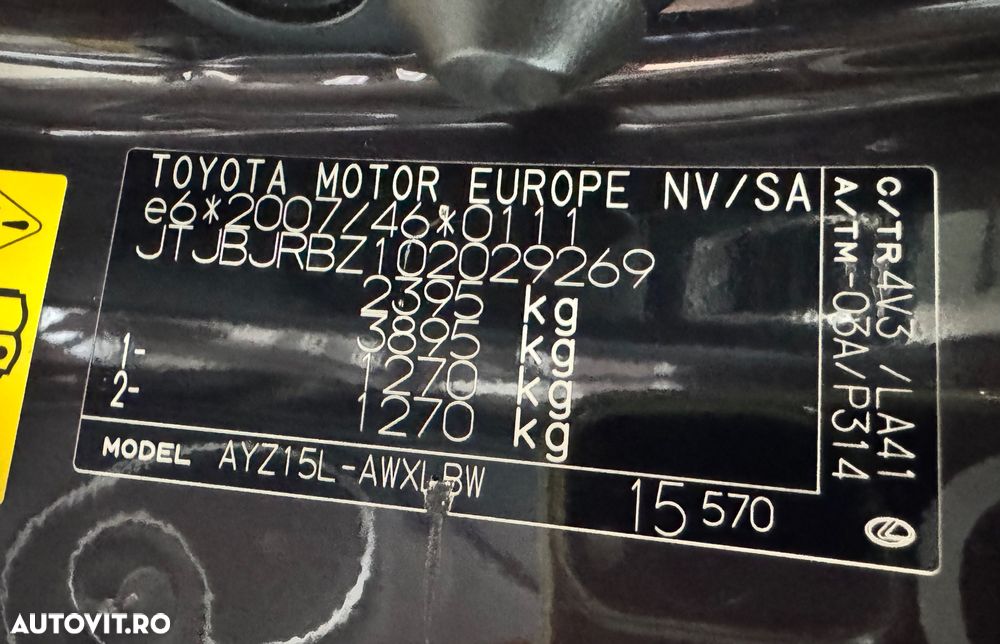 TOYOTA MOTOR EUROPE NV/SA
e6*2007/46*0111
JTJBJRBZ102029269
2395 kg
3895 kg
1- 1270 kg
2- 1270 kg
MODEL AYZ15L-AWXLBW
15 570
C/TR 4V3 /LA41
A/TM-03A/P314
AUTOVIT.RO